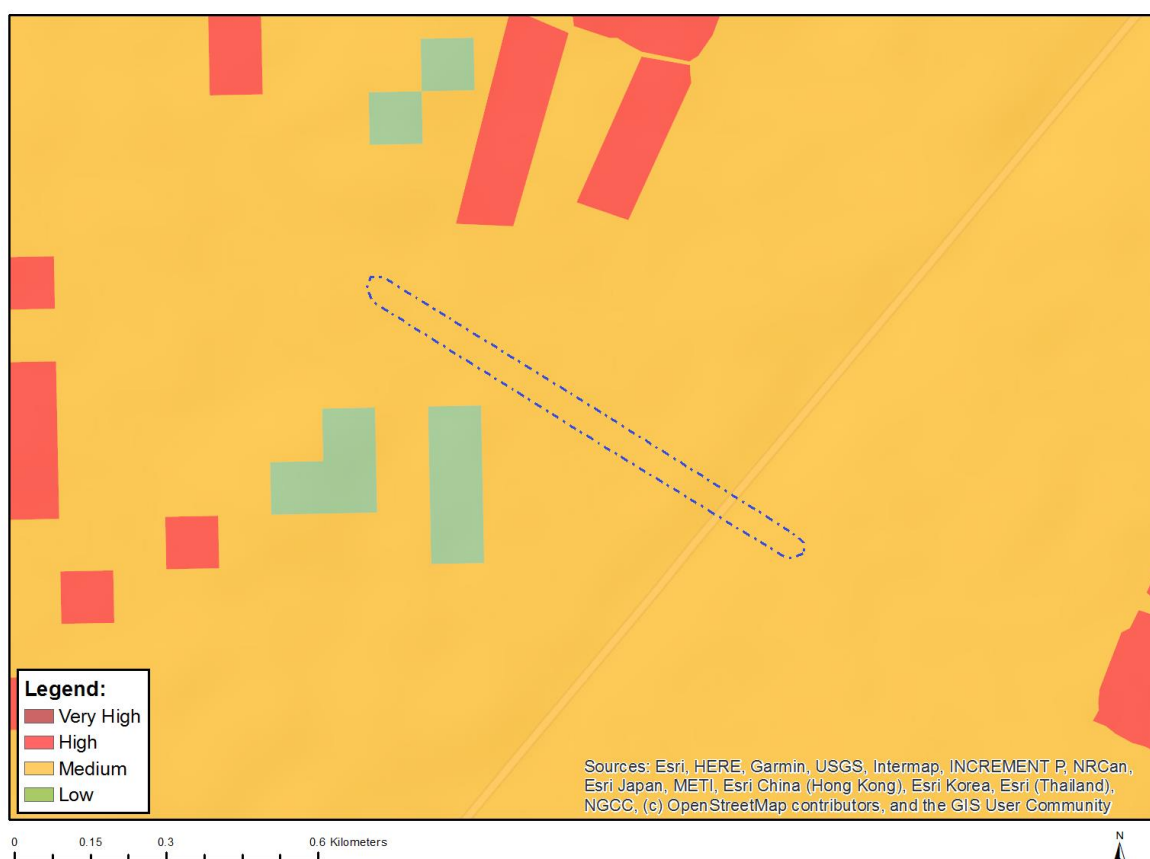 Legend:
Very High
High
Medium
Low
Sources: Esri, HERE, Garmin, USGS, Intermap, INCREMENT P, NRCan,
Esri Japan, METI, Esri China (Hong Kong), Esri Korea, Esri (Thailand),
NGCC, (c) OpenStreetMap contributors, and the GIS User Community
0 0.15 0.3 0.6 Kilometers
N